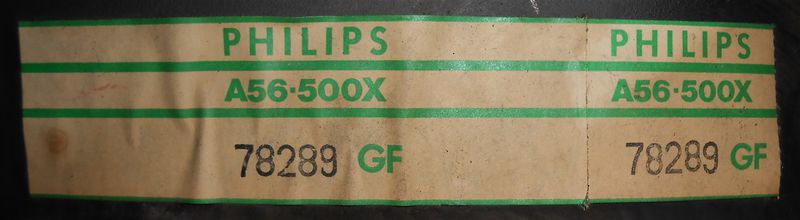 PHILIPS PHILIPS
A56·500X A56·500X
78289 GF 78289 GF